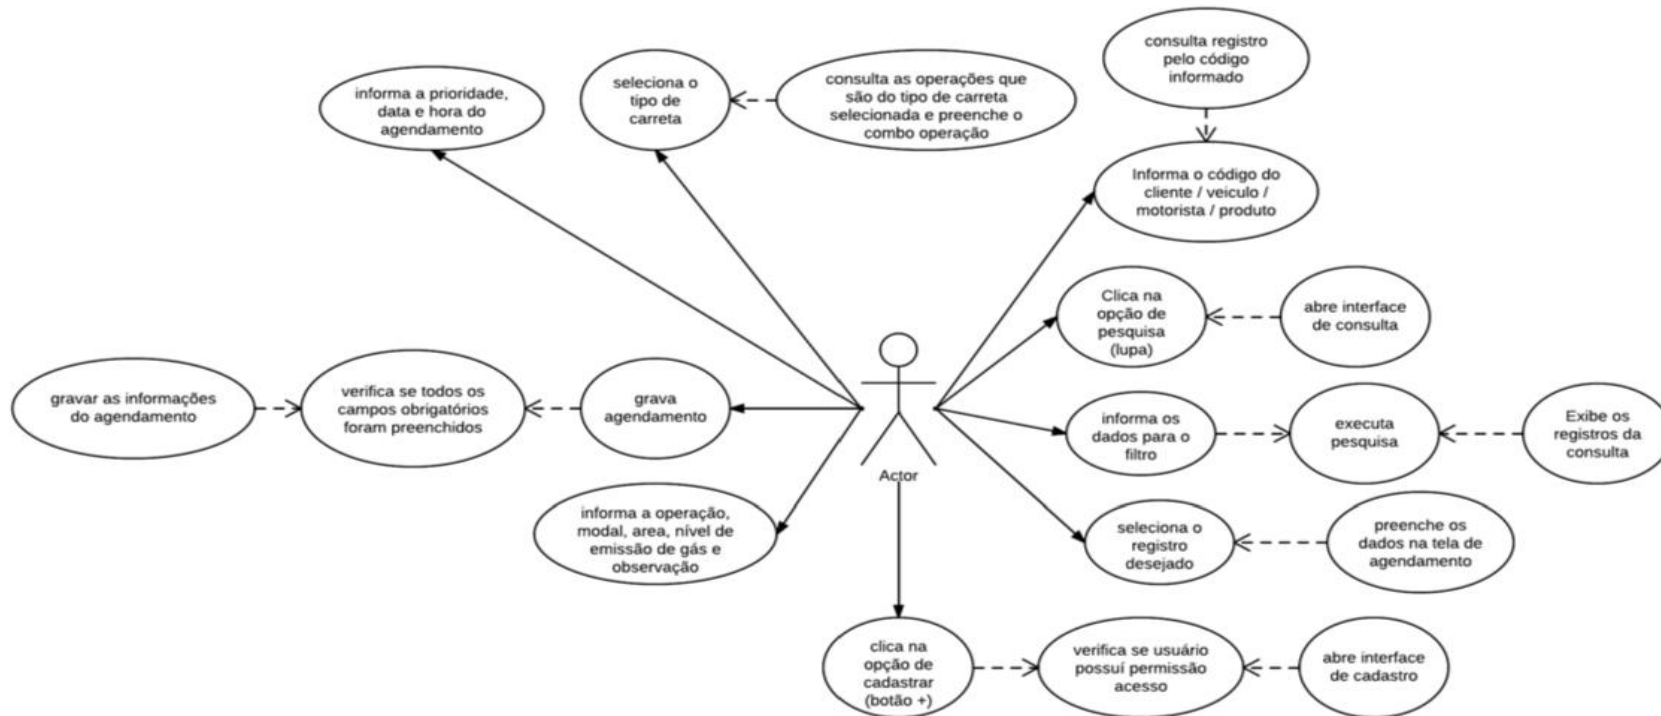 consulta registro
pelo código
informado
informa a prioridade,
data e hora do
agendamento
seleciona o
tipo de
carreta
consulta as operações que
são do tipo de carreta
selecionada e preenche o
combo operação
Informa o código do
cliente / veiculo /
motorista / produto
Clica na
opção de
pesquisa
(lupa)
abre interface
de consulta
gravar as informações
do agendamento
verifica se todos os
campos obrigatórios
foram preenchidos
grava
agendamento
informa os
dados para o
filtro
executa
pesquisa
Exibe os
registros da
consulta
Actor
informa a operação,
modal, area, nível de
emissão de gás e
observação
seleciona o
registro
desejado
preenche os
dados na tela de
agendamento
clica na
opção de
cadastrar
(botão +)
verifica se usuário
possuí permissão
acesso
abre interface
de cadastro